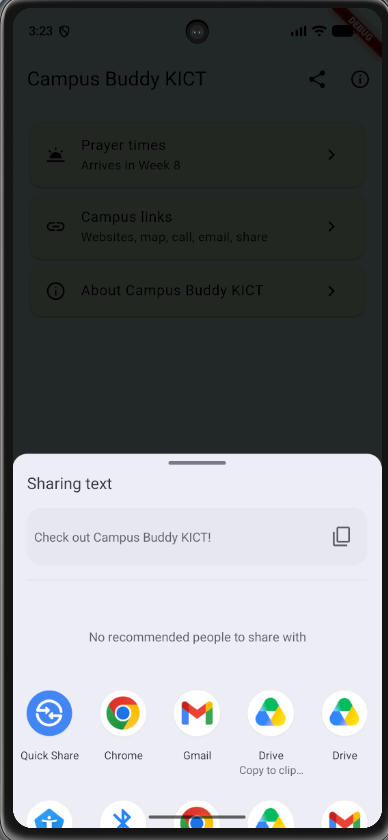 3:23
DEBUG
Campus Buddy KICT
Prayer times
Arrives in Week 8
Campus links
Websites, map, call, email, share
About Campus Buddy KICT
Sharing text
Check out Campus Buddy KICT!
No recommended people to share with
Quick Share
Chrome
Gmail
Drive
Drive
Copy to clip...